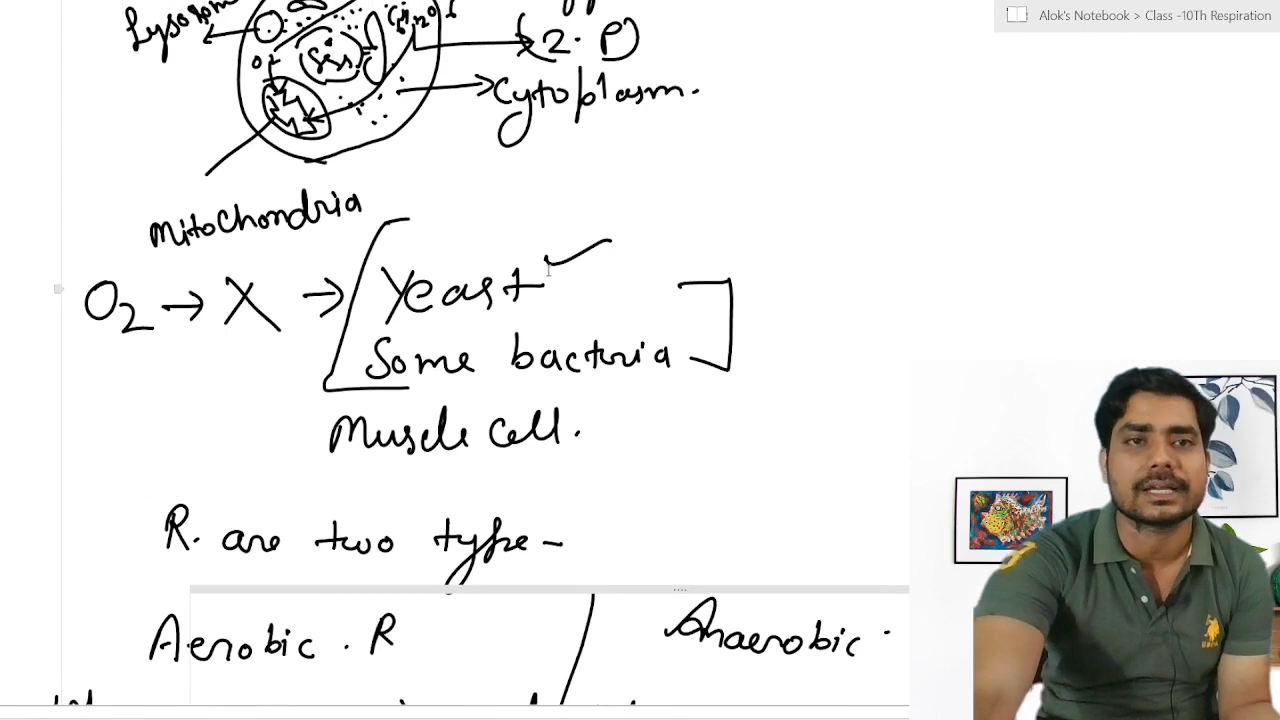 Alok's Notebook > Class -10Th Respiration
Lysosom
(2. P)
Cytoplasm.
Mitochondria
O2 → X → Yeast ✓
Some bacteria
Muscle cell.
R. are two type -
Aerobic. R
Anaerobic.